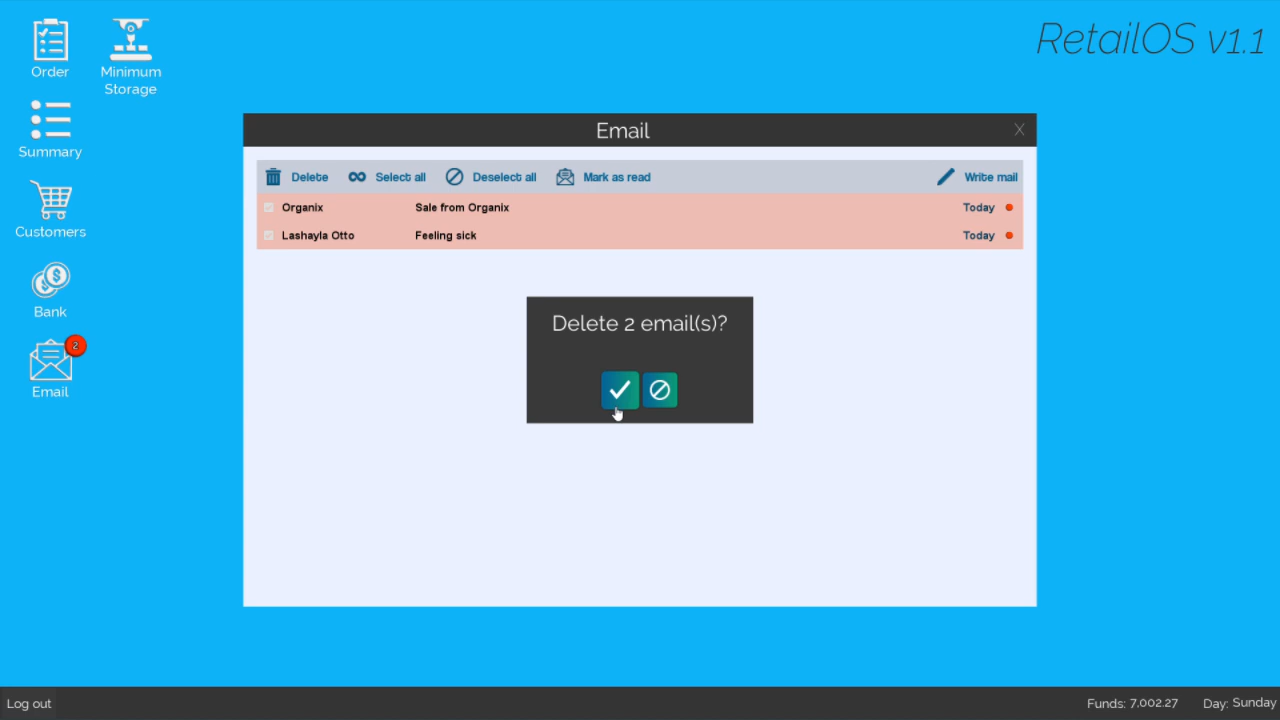 RetailOS v1.1
Order
Minimum
Storage
Summary
Customers
Bank
2
Email
Email
X
Delete
Select all
Deselect all
Mark as read
Write mail
Organix Sale from Organix Today
Lashayla Otto Feeling sick Today
Delete 2 email(s)?
Log out
Funds: 7,002.27
Day: Sunday